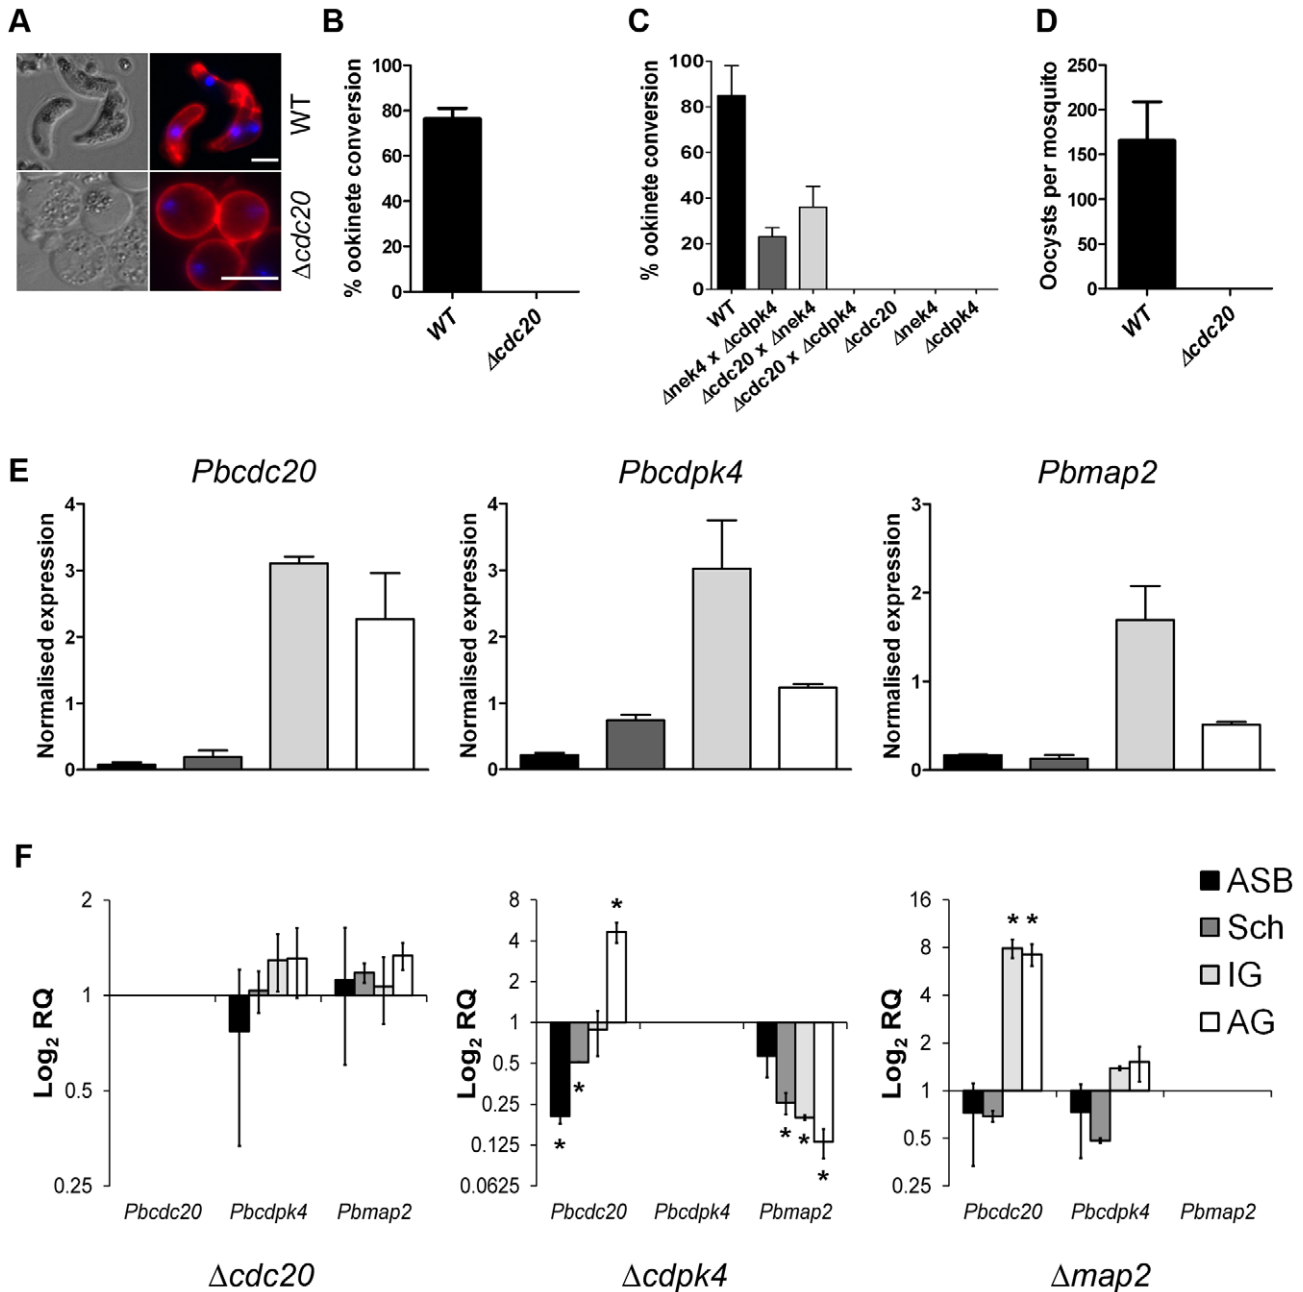 A
WT
Δcdc20
B
% ookinete conversion
100
80
60
40
20
0
WT
Δcdc20
C
% ookinete conversion
100
80
60
40
20
0
WT
Δnek4 x Δcdpk4
Δcdc20 x Δnek4
Δcdc20 x Δcdpk4
Δcdc20
Δnek4
Δcdpk4
D
Oocysts per mosquito
250
200
150
100
50
0
WT
Δcdc20
E
Pbcdc20
Normalised expression
4
3
2
1
0
Pbcdpk4
Normalised expression
4
3
2
1
0
Pbmap2
Normalised expression
3
2
1
0
F
Log₂ RQ
2
1
0.5
0.25
Pbcdc20 Pbcdpk4 Pbmap2
Δcdc20
Log₂ RQ
8
4
2
1
0.5
0.25
0.125
0.0625
* * * * * *
Pbcdc20 Pbcdpk4 Pbmap2
Δcdpk4
Log₂ RQ
16
8
4
2
1
0.5
0.25
* *
Pbcdc20 Pbcdpk4 Pbmap2
Δmap2
ASB
Sch
IG
AG